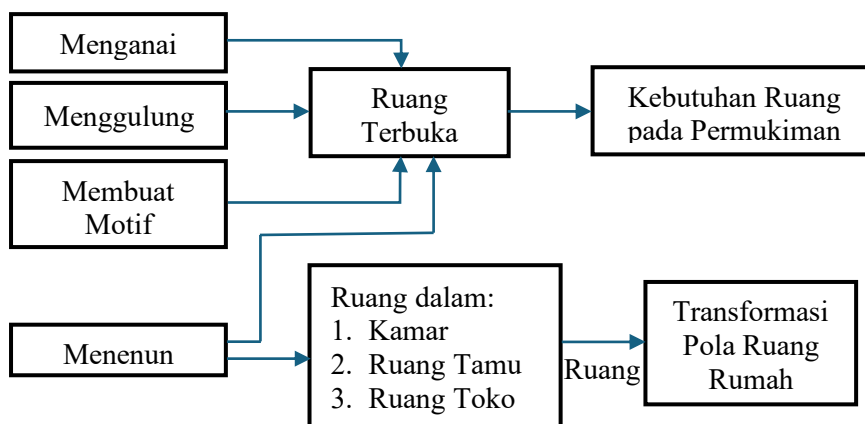 Menganai
Menggulung
Membuat
Motif
Menenun
Ruang
Terbuka
Kebutuhan Ruang
pada Permukiman
Ruang dalam:
1. Kamar
2. Ruang Tamu
3. Ruang Toko
Ruang
Transformasi
Pola Ruang
Rumah